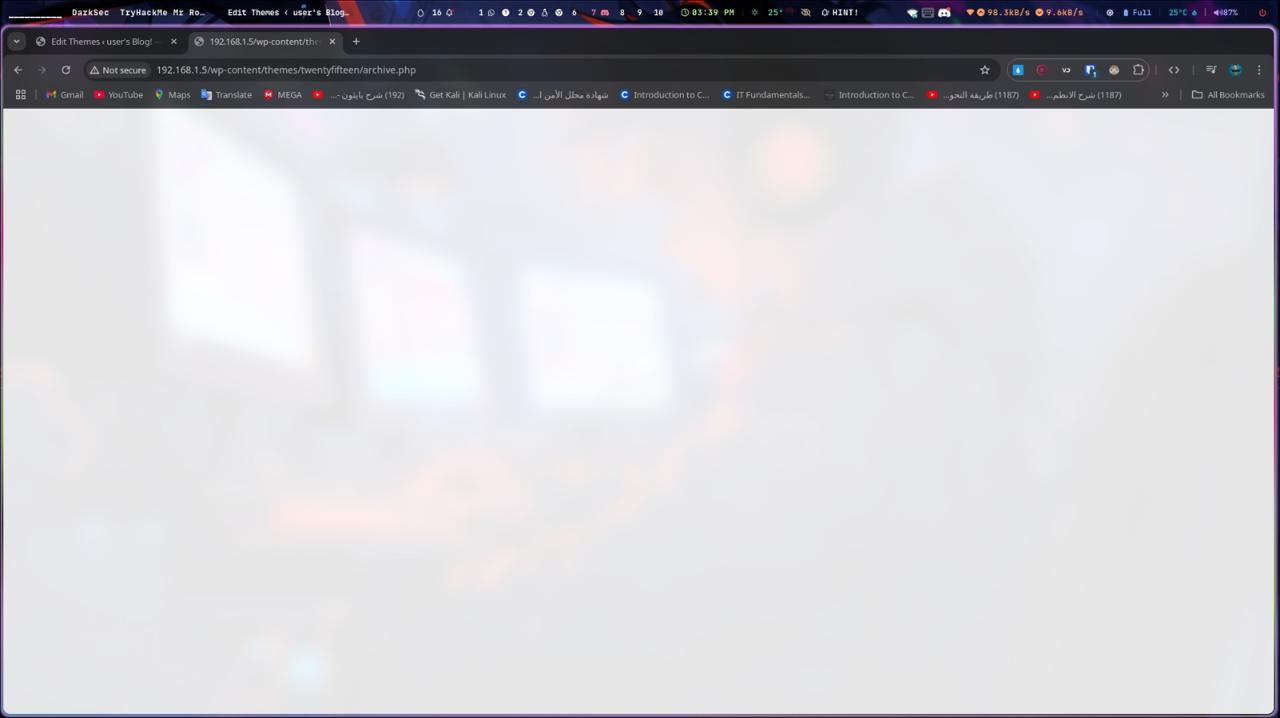 DarkSec TryHackMe Mr Ro… Edit Themes ‹ user's Blog… 16 1 2 6 7 8 9 10 03:39 PM 25° HINT! 98.3kB/s 9.6kB/s Full 25°C 87%
Edit Themes ‹ user's Blog! — 192.168.1.5/wp-content/the
Not secure 192.168.1.5/wp-content/themes/twentyfifteen/archive.php
Gmail YouTube Maps Translate MEGA (192) شرح بايثون -... Get Kali | Kali Linux شهادة محلل الأمن ا... Introduction to C... IT Fundamentals... Introduction to C... (1187) طريقة النحو... (1187) شرح الانظم... » All Bookmarks